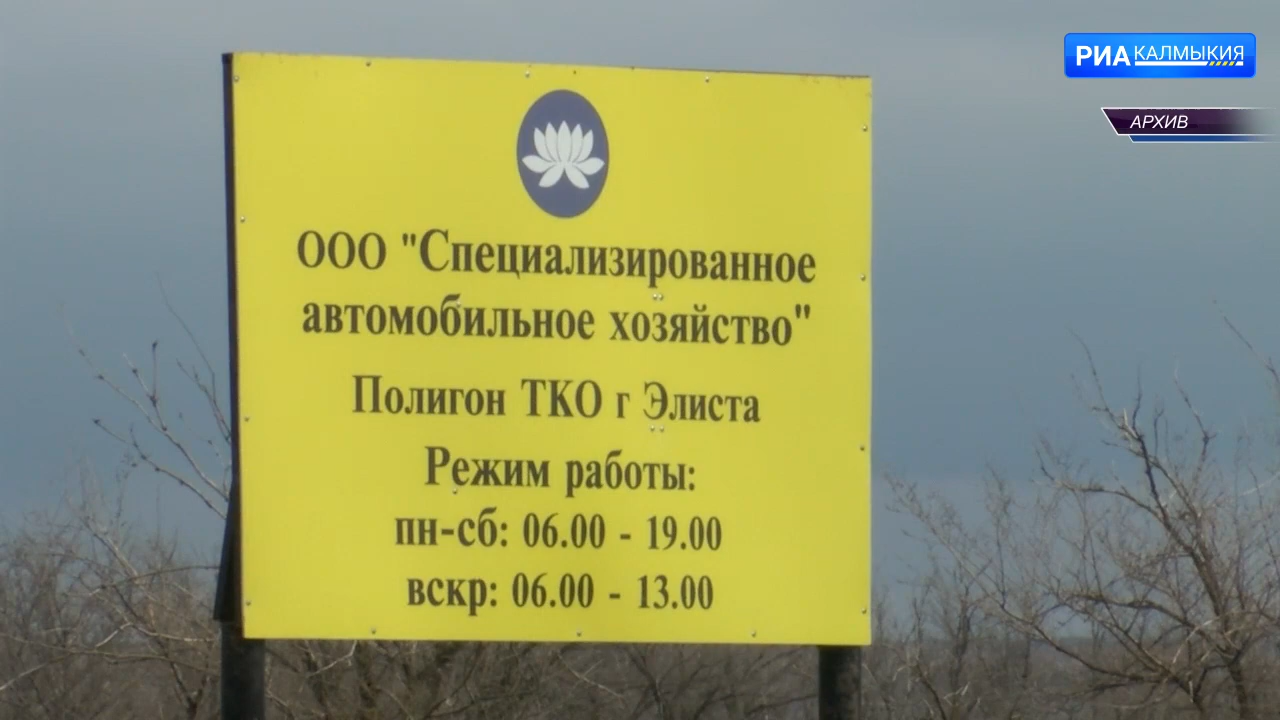 РИА КАЛМЫКИЯ
АРХИВ
ООО "Специализированное
автомобильное хозяйство"
Полигон ТКО г Элиста
Режим работы:
пн-сб: 06.00 - 19.00
вскр: 06.00 - 13.00